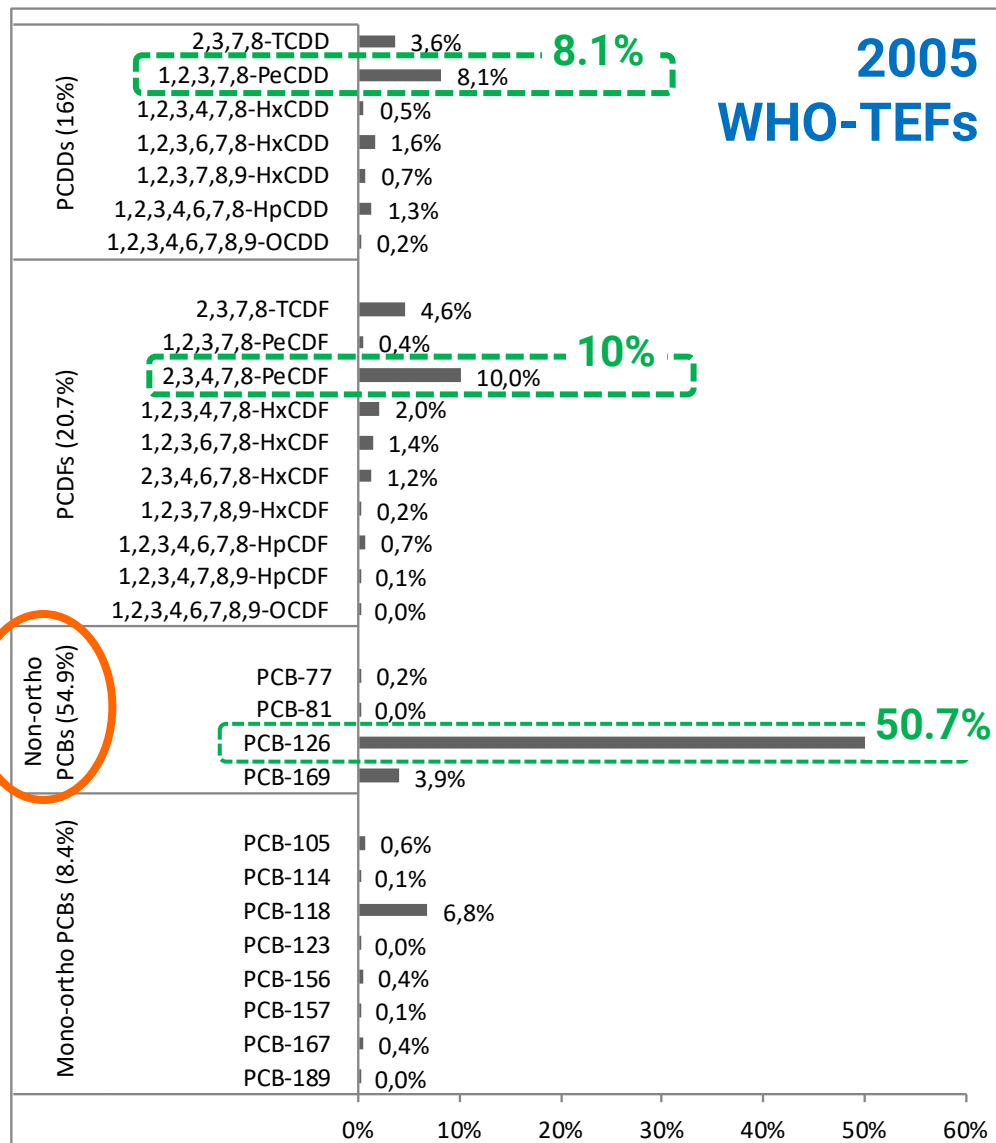 2005
WHO-TEFs
PCDDs (16%)
2,3,7,8-TCDD 3,6%
8.1%
1,2,3,7,8-PeCDD 8,1%
1,2,3,4,7,8-HxCDD 0,5%
1,2,3,6,7,8-HxCDD 1,6%
1,2,3,7,8,9-HxCDD 0,7%
1,2,3,4,6,7,8-HpCDD 1,3%
1,2,3,4,6,7,8,9-OCDD 0,2%
PCDFs (20.7%)
2,3,7,8-TCDF 4,6%
1,2,3,7,8-PeCDF 0,4%
10%
2,3,4,7,8-PeCDF 10,0%
1,2,3,4,7,8-HxCDF 2,0%
1,2,3,6,7,8-HxCDF 1,4%
2,3,4,6,7,8-HxCDF 1,2%
1,2,3,7,8,9-HxCDF 0,2%
1,2,3,4,6,7,8-HpCDF 0,7%
1,2,3,4,7,8,9-HpCDF 0,1%
1,2,3,4,6,7,8,9-OCDF 0,0%
Non-ortho
PCBs (54.9%)
PCB-77 0,2%
PCB-81 0,0%
50.7%
PCB-126
PCB-169 3,9%
Mono-ortho PCBs (8.4%)
PCB-105 0,6%
PCB-114 0,1%
PCB-118 6,8%
PCB-123 0,0%
PCB-156 0,4%
PCB-157 0,1%
PCB-167 0,4%
PCB-189 0,0%
0% 10% 20% 30% 40% 50% 60%